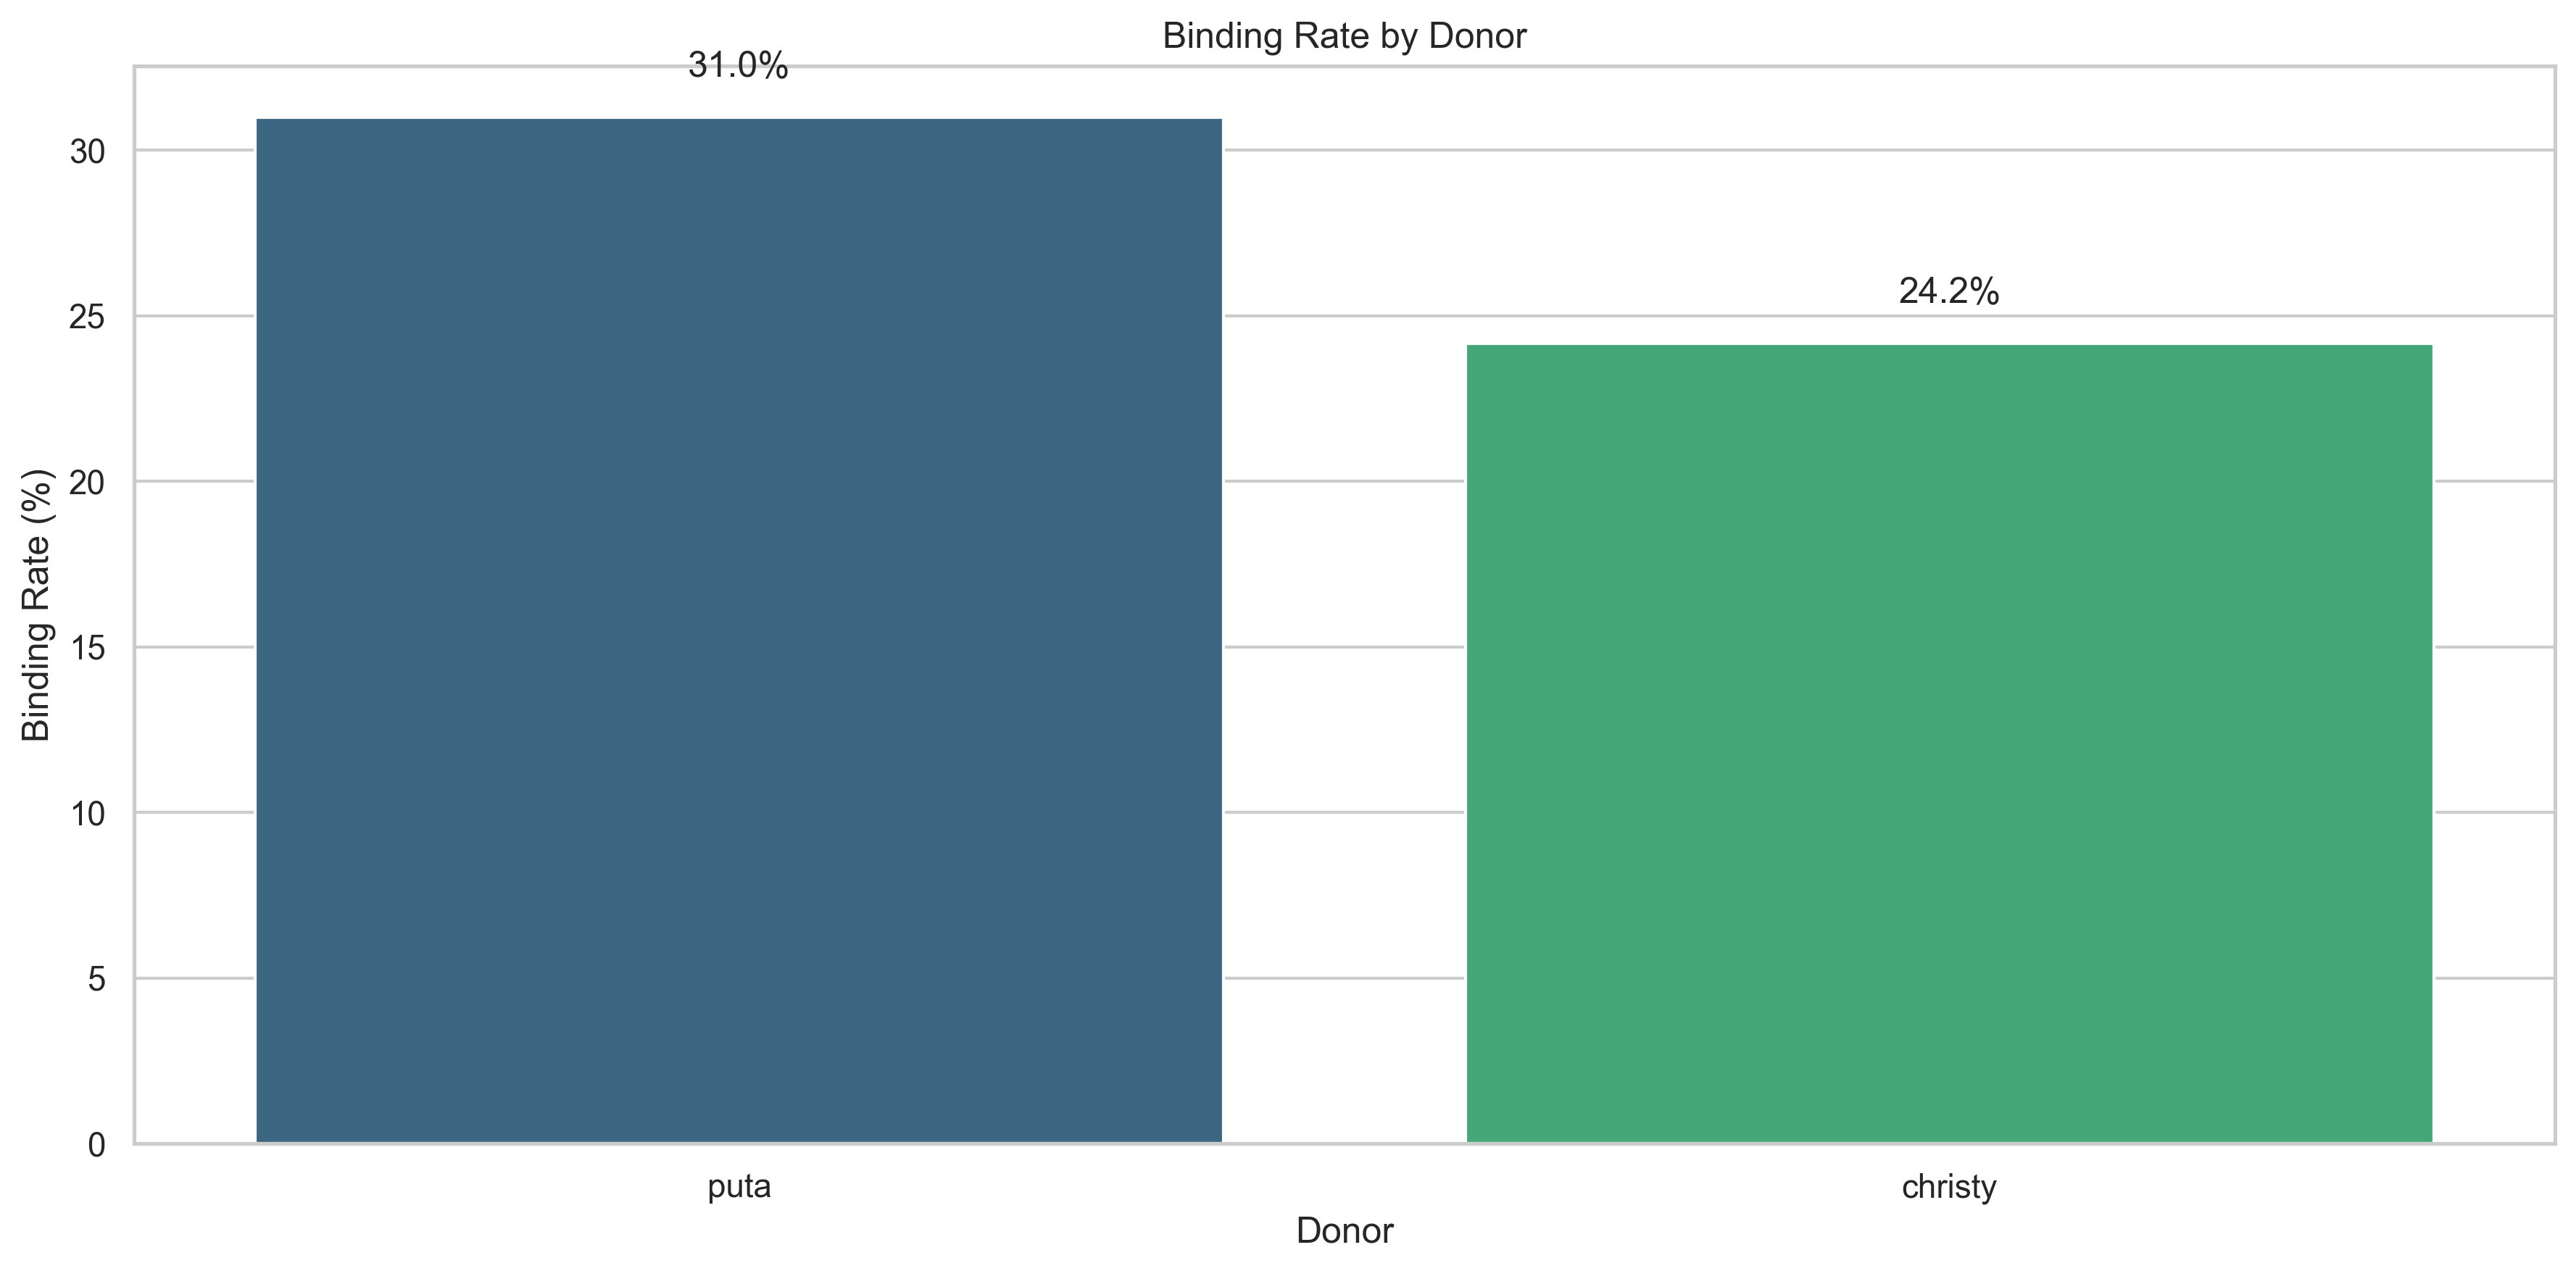 Binding Rate by Donor
31.0%
24.2%
Binding Rate (%)
30
25
20
15
10
5
0
puta
christy
Donor